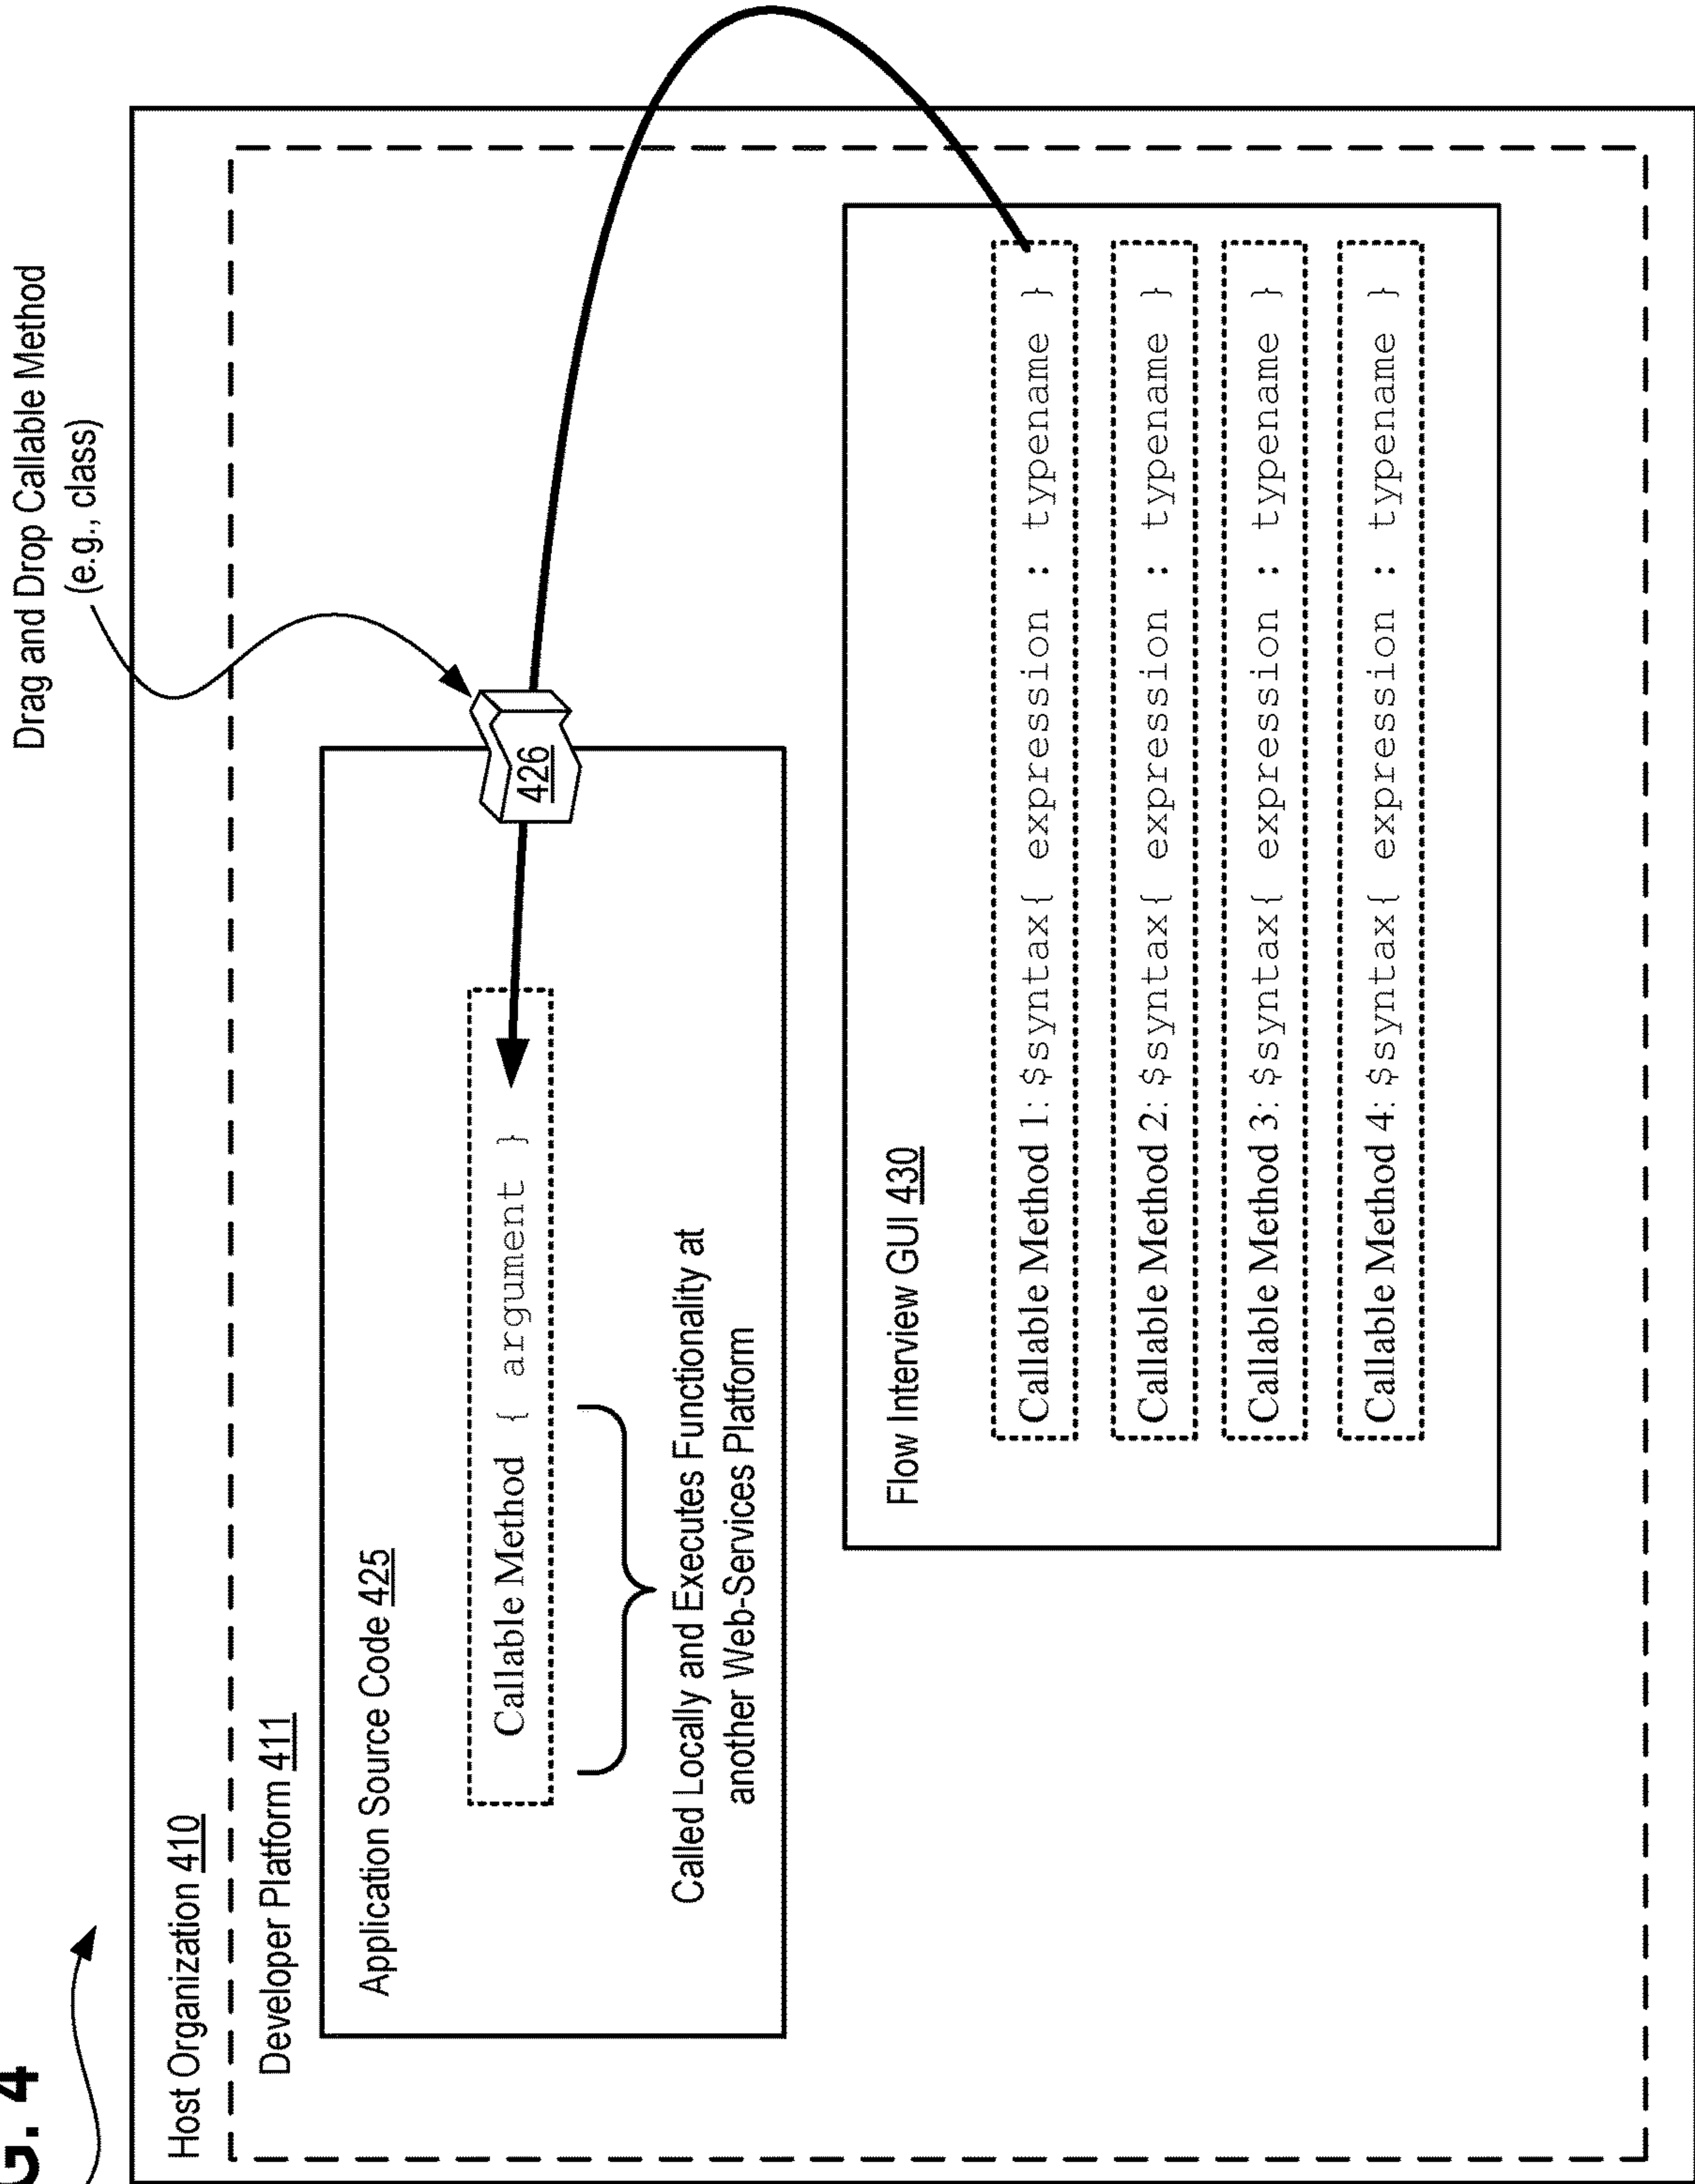 G. 4
Drag and Drop Callable Method
(e.g., class)
Host Organization 410
Developer Platform 411
Application Source Code 425
Callable Method { argument }
426
Called Locally and Executes Functionality at
another Web-Services Platform
Flow Interview GUI 430
Callable Method 1: $syntax{ expression : typename }
Callable Method 2: $syntax{ expression : typename }
Callable Method 3: $syntax{ expression : typename }
Callable Method 4: $syntax{ expression : typename }